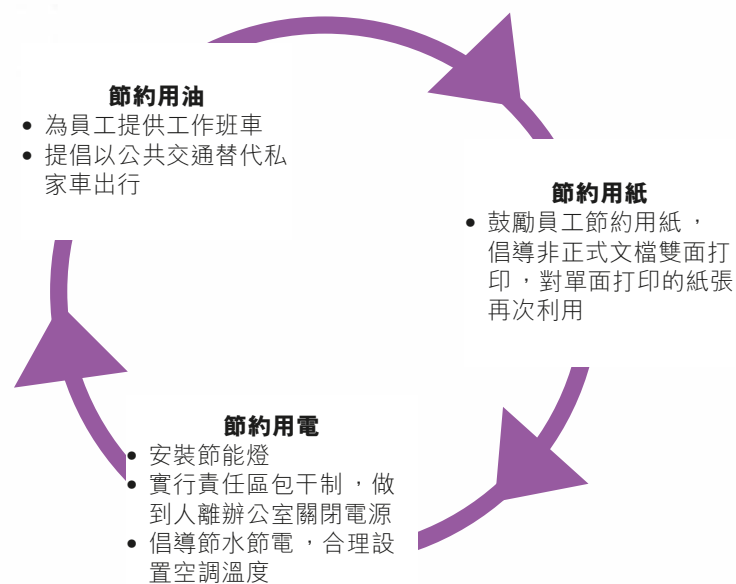 節約用油
• 為員工提供工作班車
• 提倡以公共交通替代私
家車出行
節約用紙
• 鼓勵員工節約用紙，
倡導非正式文檔雙面打
印，對單面打印的紙張
再次利用
節約用電
• 安裝節能燈
• 實行責任區包干制，做
到人離辦公室關閉電源
• 倡導節水節電，合理設
置空調溫度